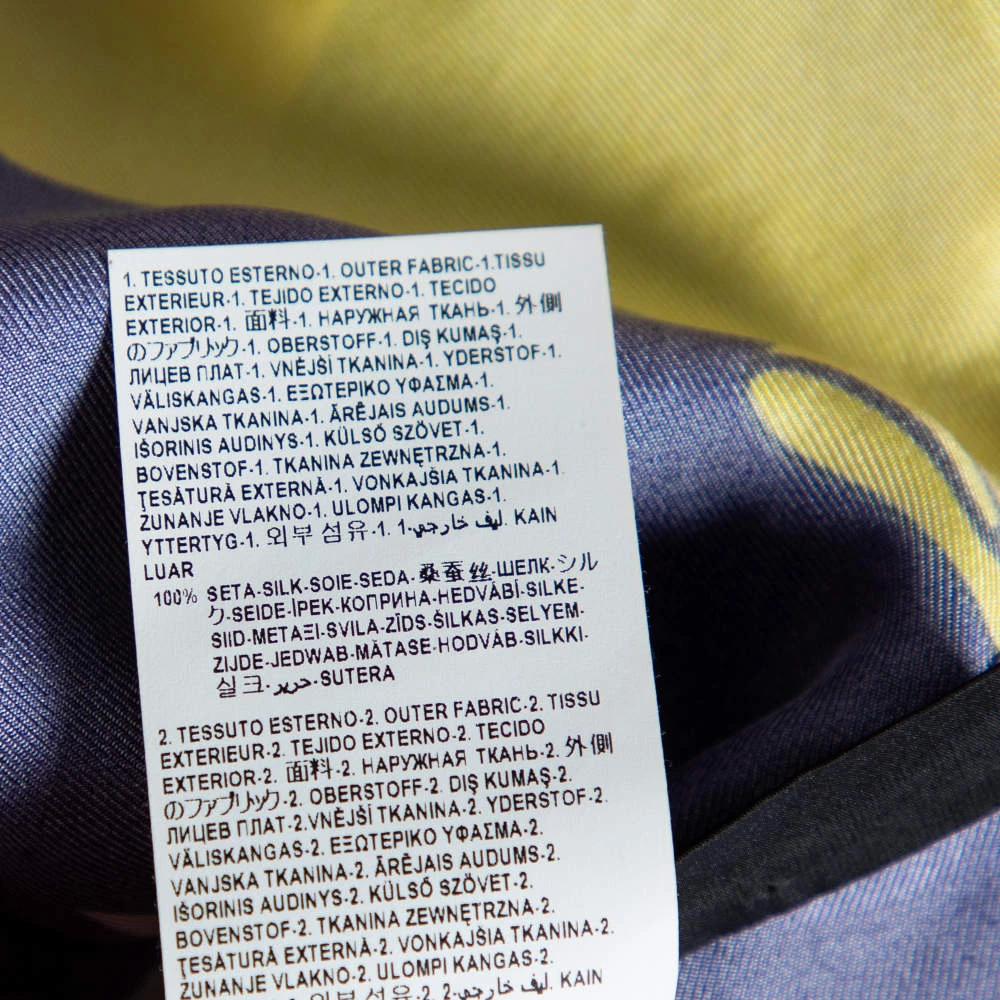 1. TESSUTO ESTERNO-1. OUTER FABRIC-1.TISSU
EXTERIEUR-1. TEJIDO EXTERNO-1. TECIDO
EXTERIOR-1. 面料-1. НАРУЖНАЯ ТКАНЬ-1. 外側
のファブリック-1. OBERSTOFF-1. DIŞ KUMAŞ-1.
ЛИЦЕВ ПЛАТ-1. VNĚJŠÍ TKANINA-1. YDERSTOF-1.
VÄLISKANGAS-1. ΕΞΩΤΕΡΙΚΟ ΥΦΑΣΜΑ-1.
VANJSKA TKANINA-1. ĀRĒJAIS AUDUMS-1.
IŠORINIS AUDINYS-1. KÜLSŐ SZÖVET-1.
BOVENSTOF-1. TKANINA ZEWNĘTRZNA-1.
ŢESĂTURĂ EXTERNĂ-1. VONKAJŠIA TKANINA-1.
ZUNANJE VLAKNO-1. ULOMPI KANGAS-1.
YTTERTYG-1. 외부 섬유-1. 1-ليف خارجي. KAIN
LUAR
100% SETA-SILK-SOIE-SEDA-桑蚕丝-ШЕЛК-シル
ク-SEIDE-İPEK-КОПРИНА-HEDVÁBÍ-SILKE-
SIID-ΜΕΤΑΞΙ-SVILA-ZĪDS-ŠILKAS-SELYEM-
ZIJDE-JEDWAB-MĂTASE-HODVÁB-SILKKI-
실크-حرير-SUTERA
2. TESSUTO ESTERNO-2. OUTER FABRIC-2. TISSU
EXTERIEUR-2. TEJIDO EXTERNO-2. TECIDO
EXTERIOR-2. 面料-2. НАРУЖНАЯ ТКАНЬ-2. 外側
のファブリック-2. OBERSTOFF-2. DIŞ KUMAŞ-2.
ЛИЦЕВ ПЛАТ-2.VNĚJŠÍ TKANINA-2. YDERSTOF-2.
VÄLISKANGAS-2. ΕΞΩΤΕΡΙΚΟ ΥΦΑΣΜΑ-2.
VANJSKA TKANINA-2. ĀRĒJAIS AUDUMS-2.
IŠORINIS AUDINYS-2. KÜLSŐ SZÖVET-2.
BOVENSTOF-2. TKANINA ZEWNĘTRZNA-2.
ŢESĂTURĂ EXTERNĂ-2. VONKAJŠIA TKANINA-2.
ZUNANJE VLAKNO-2. ULOMPI KANGAS-2.
외부 섬유-2. 2-ليف خارجي. KAIN